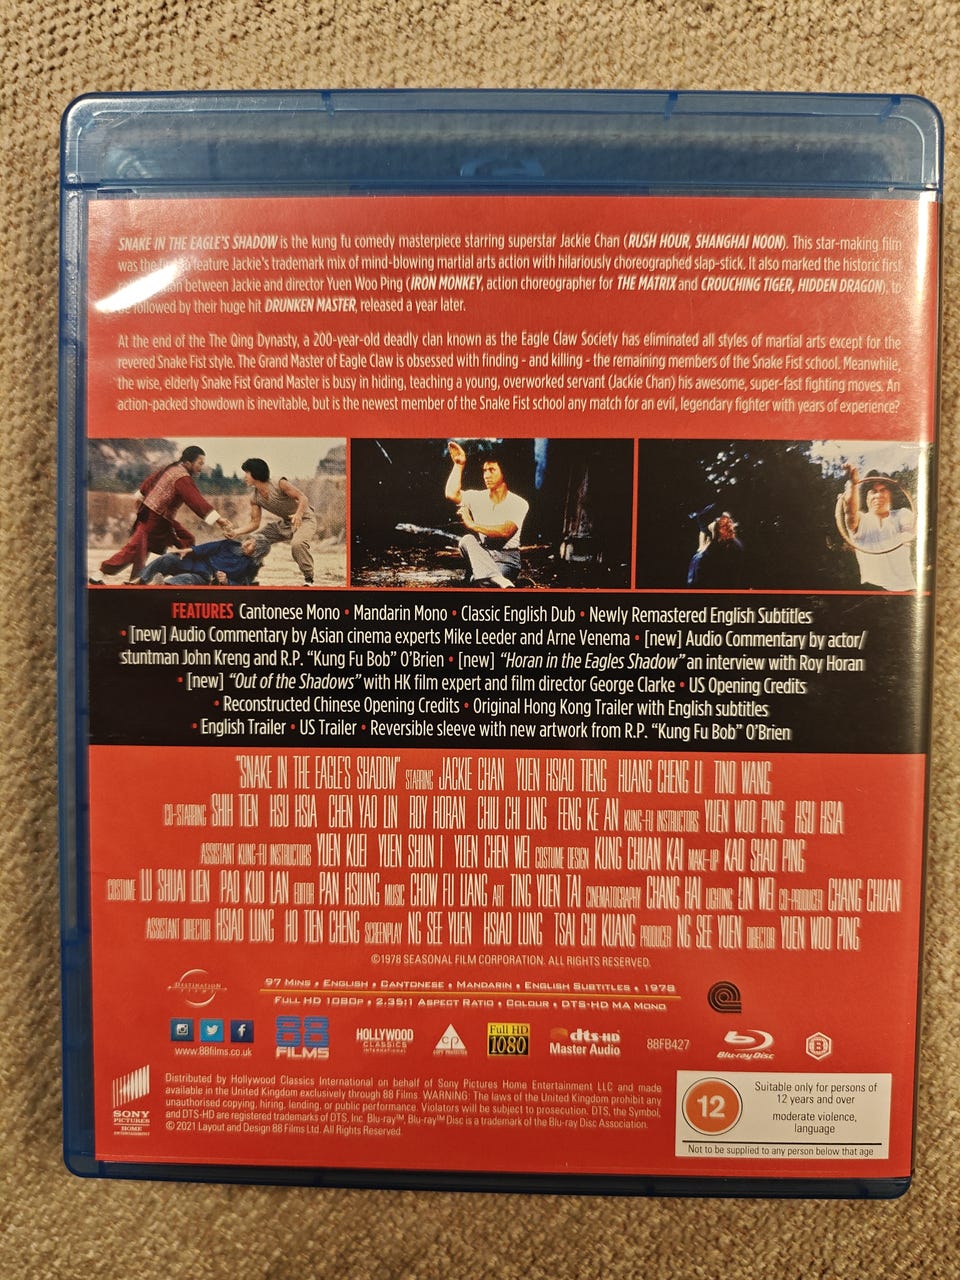 SNAKE IN THE EAGLE'S SHADOW is the kung fu comedy masterpiece starring superstar Jackie Chan (RUSH HOUR, SHANGHAI NOON). This star-making film
was the to feature Jackie's trademark mix of mind-blowing martial arts action with hilariously choreographed slap-stick. It also marked the historic first
between Jackie and director Yuen Woo Ping (IRON MONKEY, action choreographer for THE MATRIX and CROUCHING TIGER, HIDDEN DRAGON), to
be followed by their huge hit DRUNKEN MASTER, released a year later.
At the end of the The Qing Dynasty, a 200-year-old deadly clan known as the Eagle Claw Society has eliminated all styles of martial arts except for the
revered Snake Fist style. The Grand Master of Eagle Claw is obsessed with finding - and killing - the remaining members of the Snake Fist school. Meanwhile,
the wise, elderly Snake Fist Grand Master is busy in hiding, teaching a young, overworked servant (Jackie Chan) his awesome, super-fast fighting moves. An
action-packed showdown is inevitable, but is the newest member of the Snake Fist school any match for an evil, legendary fighter with years of experience?
FEATURES Cantonese Mono • Mandarin Mono • Classic English Dub • Newly Remastered English Subtitles
• [new] Audio Commentary by Asian cinema experts Mike Leeder and Arne Venema • [new] Audio Commentary by actor/
stuntman John Kreng and R.P. “Kung Fu Bob” O'Brien • [new] “Horan in the Eagles Shadow” an interview with Roy Horan
• [new] “Out of the Shadows” with HK film expert and film director George Clarke • US Opening Credits
• Reconstructed Chinese Opening Credits • Original Hong Kong Trailer with English subtitles
• English Trailer • US Trailer • Reversible sleeve with new artwork from R.P. “Kung Fu Bob” O'Brien
"SNAKE IN THE EAGLE'S SHADOW" STARRING JACKIE CHAN YUEN HSIAO TIENG HUANG CHENG LI TINO WANG
CO-STARRING SHIH TIEN HSU HSIA CHEN YAO LIN ROY HORAN CHIU CHI LING FENG KE AN KUNG-FU INSTRUCTORS YUEN WOO PING HSU HSIA
ASSISTANT KUNG-FU INSTRUCTORS YUEN KUEI YUEN SHUN I YUEN CHEN WEI COSTUME DESIGN KUNG CHUAN KAI MAKE-UP KAO SHAO PING
COSTUME LU SHUAI LIEN PAO KUO LAN EDITOR PAN HSIUNG MUSIC CHOW FU LIANG ART TING YUEN TAI CINEMATOGRAPHY CHANG HAI LIGHTING LIN WEI CO-PRODUCER CHANG CHUAN
ASSISTANT DIRECTOR HSIAO LUNG HO TIEN CHENG SCREENPLAY NG SEE YUEN HSIAO LUNG TSAI CHI KUANG PRODUCER NG SEE YUEN DIRECTOR YUEN WOO PING
©1978 SEASONAL FILM CORPORATION. ALL RIGHTS RESERVED.
DESTINATION
97 MINS • ENGLISH • CANTONESE • MANDARIN • ENGLISH SUBTITLES • 1978
FULL HD 1080P • 2.35:1 ASPECT RATIO • COLOUR • DTS-HD MA MONO
www.88films.co.uk
88 FILMS
HOLLYWOOD CLASSICS INTERNATIONAL
CP COPY PROTECTED
Full HD 1080
dts-HD Master Audio
88FB427
Blu-ray Disc
B
SONY PICTURES HOME ENTERTAINMENT
Distributed by Hollywood Classics International on behalf of Sony Pictures Home Entertainment LLC and made
available in the United Kingdom exclusively through 88 Films WARNING: The laws of the United Kingdom prohibit any
unauthorised copying, hiring, lending, or public performance. Violators will be subject to prosecution. DTS, the Symbol,
and DTS-HD are registered trademarks of DTS, Inc Blu-ray™, Blu-ray™ Disc is a trademark of the Blu-ray Disc Association.
© 2021 Layout and Design 88 Films Ltd. All Rights Reserved.
12
Suitable only for persons of
12 years and over
moderate violence,
language
Not to be supplied to any person below that age